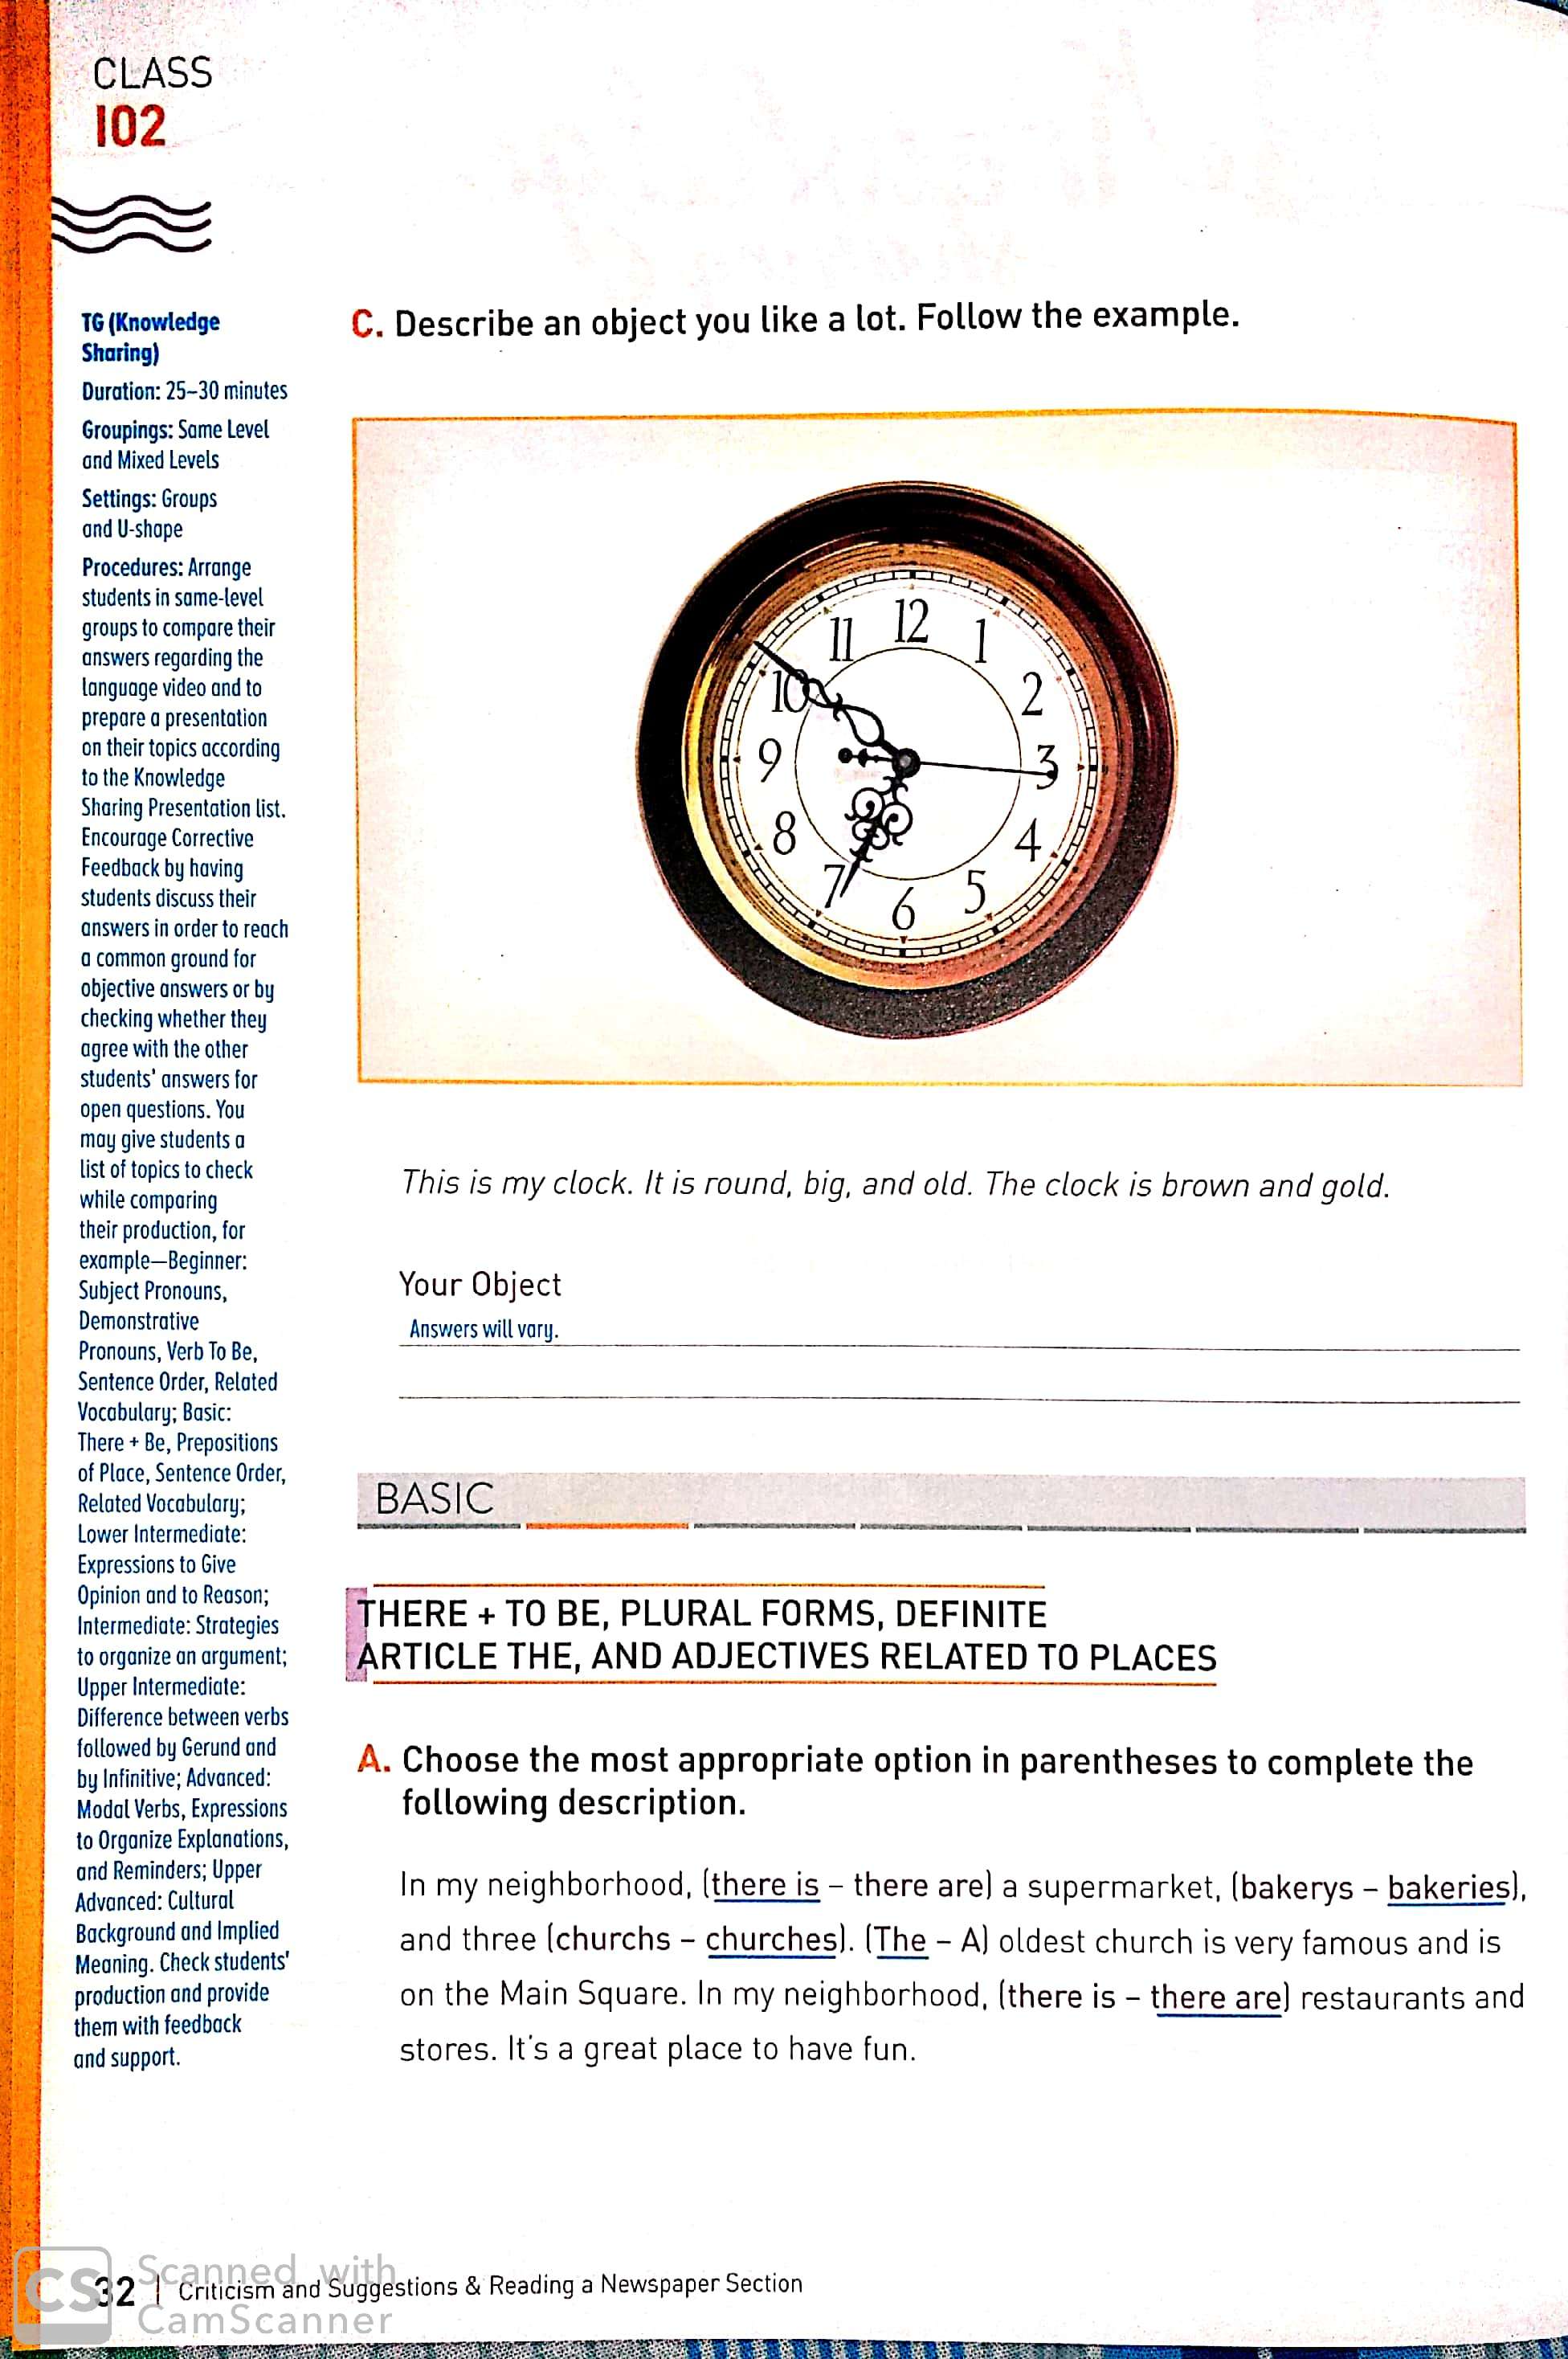 CLASS
102
TG (Knowledge
Sharing)
Duration: 25–30 minutes
Groupings: Same Level
and Mixed Levels
Settings: Groups
and U-shape
Procedures: Arrange
students in same-level
groups to compare their
answers regarding the
language video and to
prepare a presentation
on their topics according
to the Knowledge
Sharing Presentation list.
Encourage Corrective
Feedback by having
students discuss their
answers in order to reach
a common ground for
objective answers or by
checking whether they
agree with the other
students' answers for
open questions. You
may give students a
list of topics to check
while comparing
their production, for
example—Beginner:
Subject Pronouns,
Demonstrative
Pronouns, Verb To Be,
Sentence Order, Related
Vocabulary; Basic:
There + Be, Prepositions
of Place, Sentence Order,
Related Vocabulary;
Lower Intermediate:
Expressions to Give
Opinion and to Reason;
Intermediate: Strategies
to organize an argument;
Upper Intermediate:
Difference between verbs
followed by Gerund and
by Infinitive; Advanced:
Modal Verbs, Expressions
to Organize Explanations,
and Reminders; Upper
Advanced: Cultural
Background and Implied
Meaning. Check students'
production and provide
them with feedback
and support.
C. Describe an object you like a lot. Follow the example.
12
1
2
3
4
5
6
7
8
9
10
11
This is my clock. It is round, big, and old. The clock is brown and gold.
Your Object
Answers will vary.
BASIC
THERE + TO BE, PLURAL FORMS, DEFINITE
ARTICLE THE, AND ADJECTIVES RELATED TO PLACES
A. Choose the most appropriate option in parentheses to complete the
following description.
In my neighborhood, (there is – there are) a supermarket, (bakerys – bakeries),
and three (churchs – churches). (The – A) oldest church is very famous and is
on the Main Square. In my neighborhood, (there is – there are) restaurants and
stores. It's a great place to have fun.
32 | Criticism and Suggestions & Reading a Newspaper Section
CS
Scanned with
CamScanner